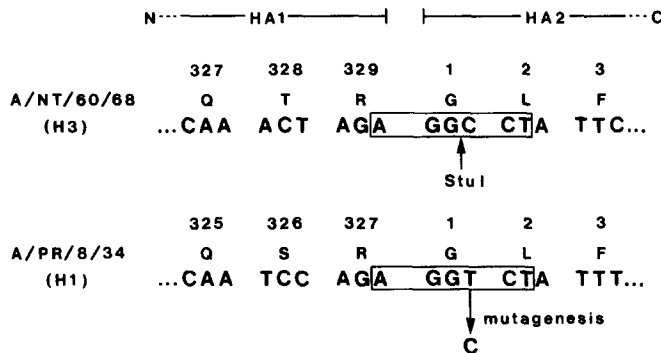 N--- HA1 HA2 ---C
327 328 329 1 2 3
A/NT/60/68 Q T R G L F
(H3) ...CAA ACT AGA GGC CTA TTC...
StuI
325 326 327 1 2 3
A/PR/8/34 Q S R G L F
(H1) ...CAA TCC AGA GGT CTA TTT...
mutagenesis
C